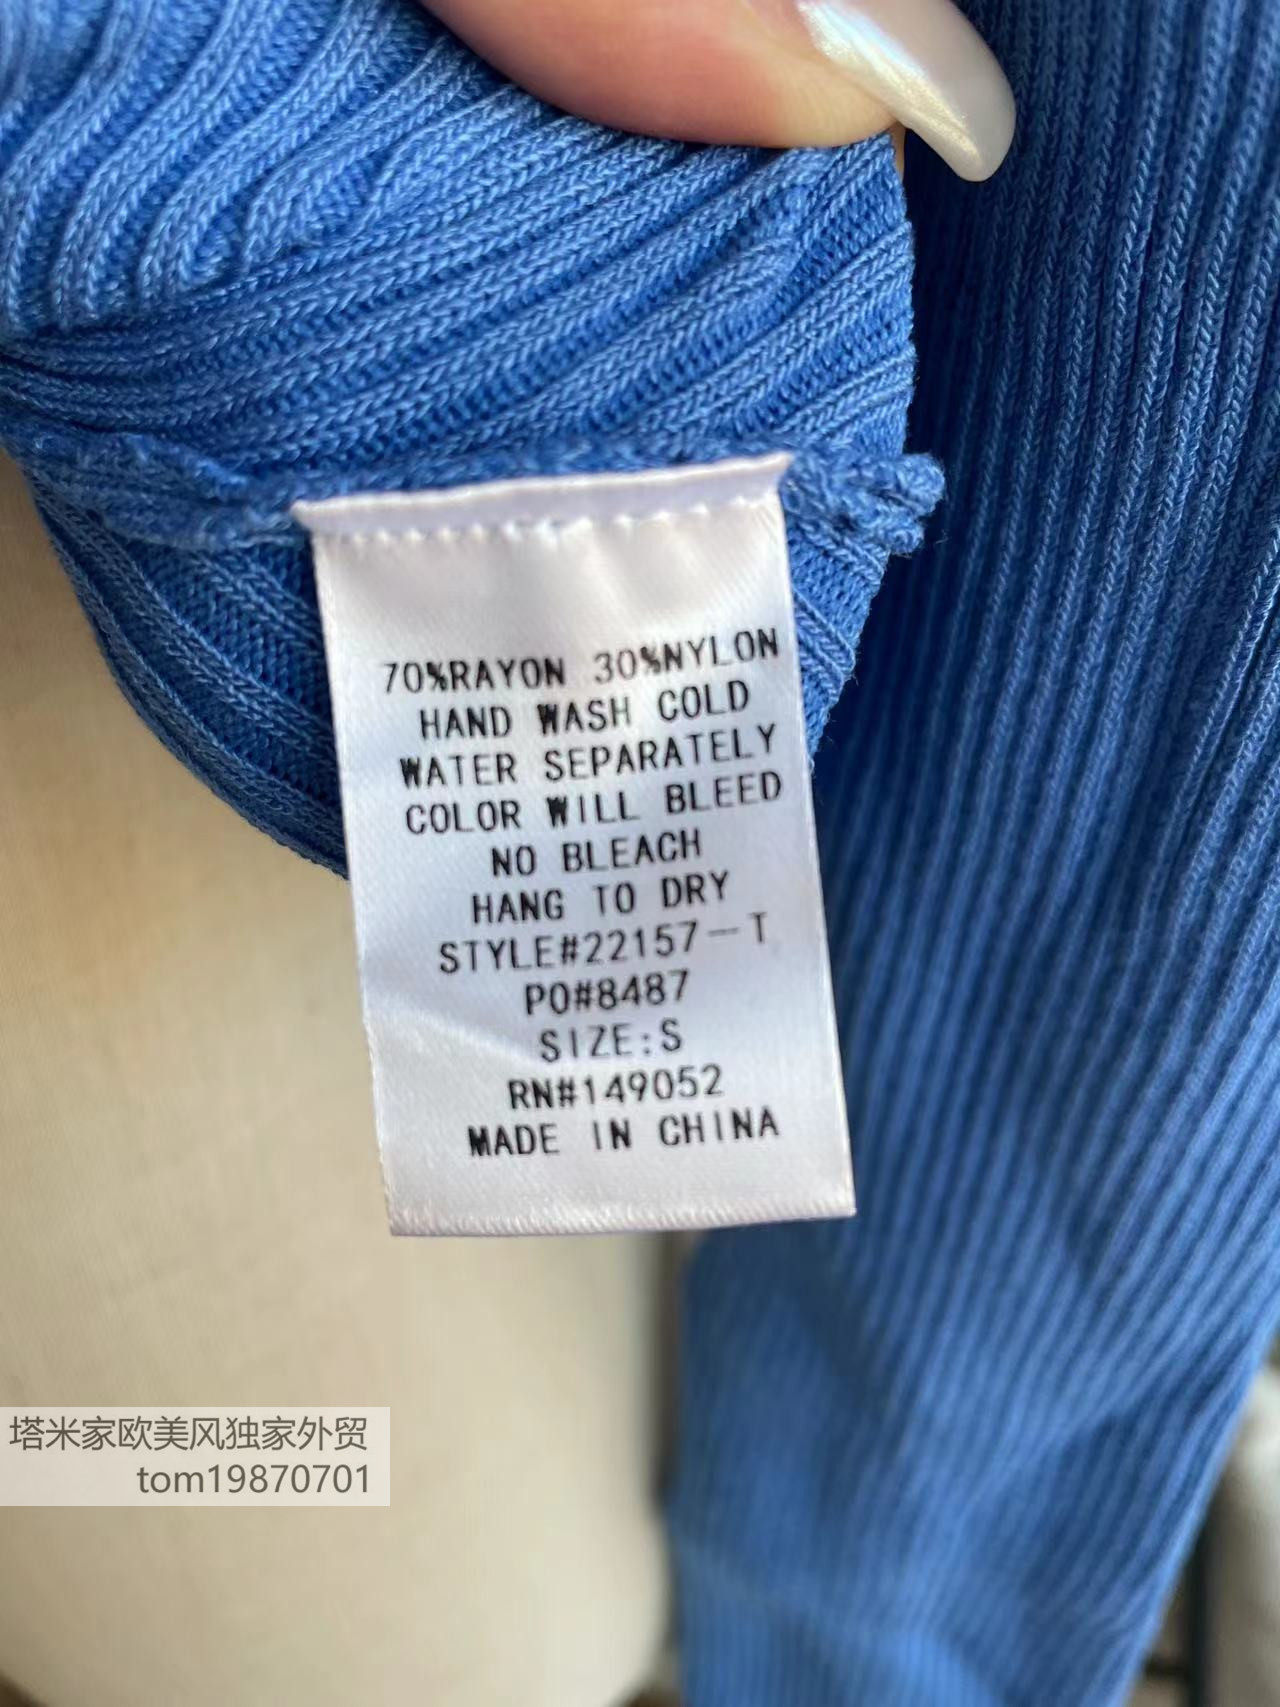 70%RAYON 30%NYLON
HAND WASH COLD
WATER SEPARATELY
COLOR WILL BLEED
NO BLEACH
HANG TO DRY
STYLE#22157-T
PO#8487
SIZE:S
RN#149052
MADE IN CHINA
塔米家欧美风独家外贸
tom19870701